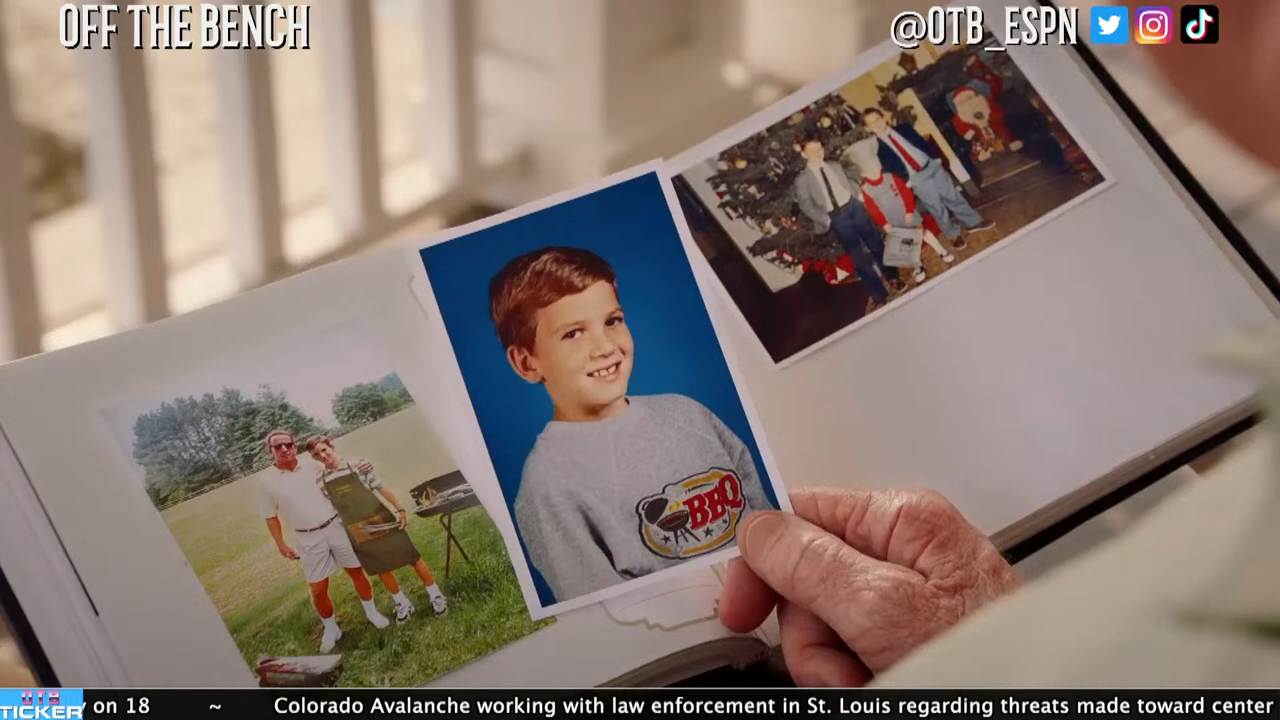 OFF THE BENCH
@OTB_ESPN
BBQ
OTB
TICKER
on 18 ~ Colorado Avalanche working with law enforcement in St. Louis regarding threats made toward center